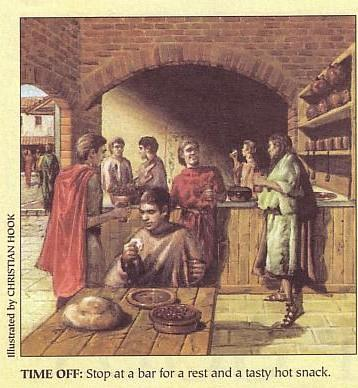 Illustrated by CHRISTIAN HOOK
TIME OFF: Stop at a bar for a rest and a tasty hot snack.